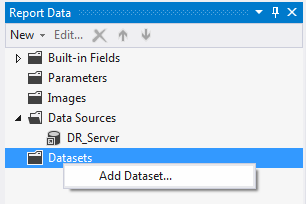 Report Data
New Edit...
Built-in Fields
Parameters
Images
Data Sources
DR_Server
Datasets
Add Dataset...